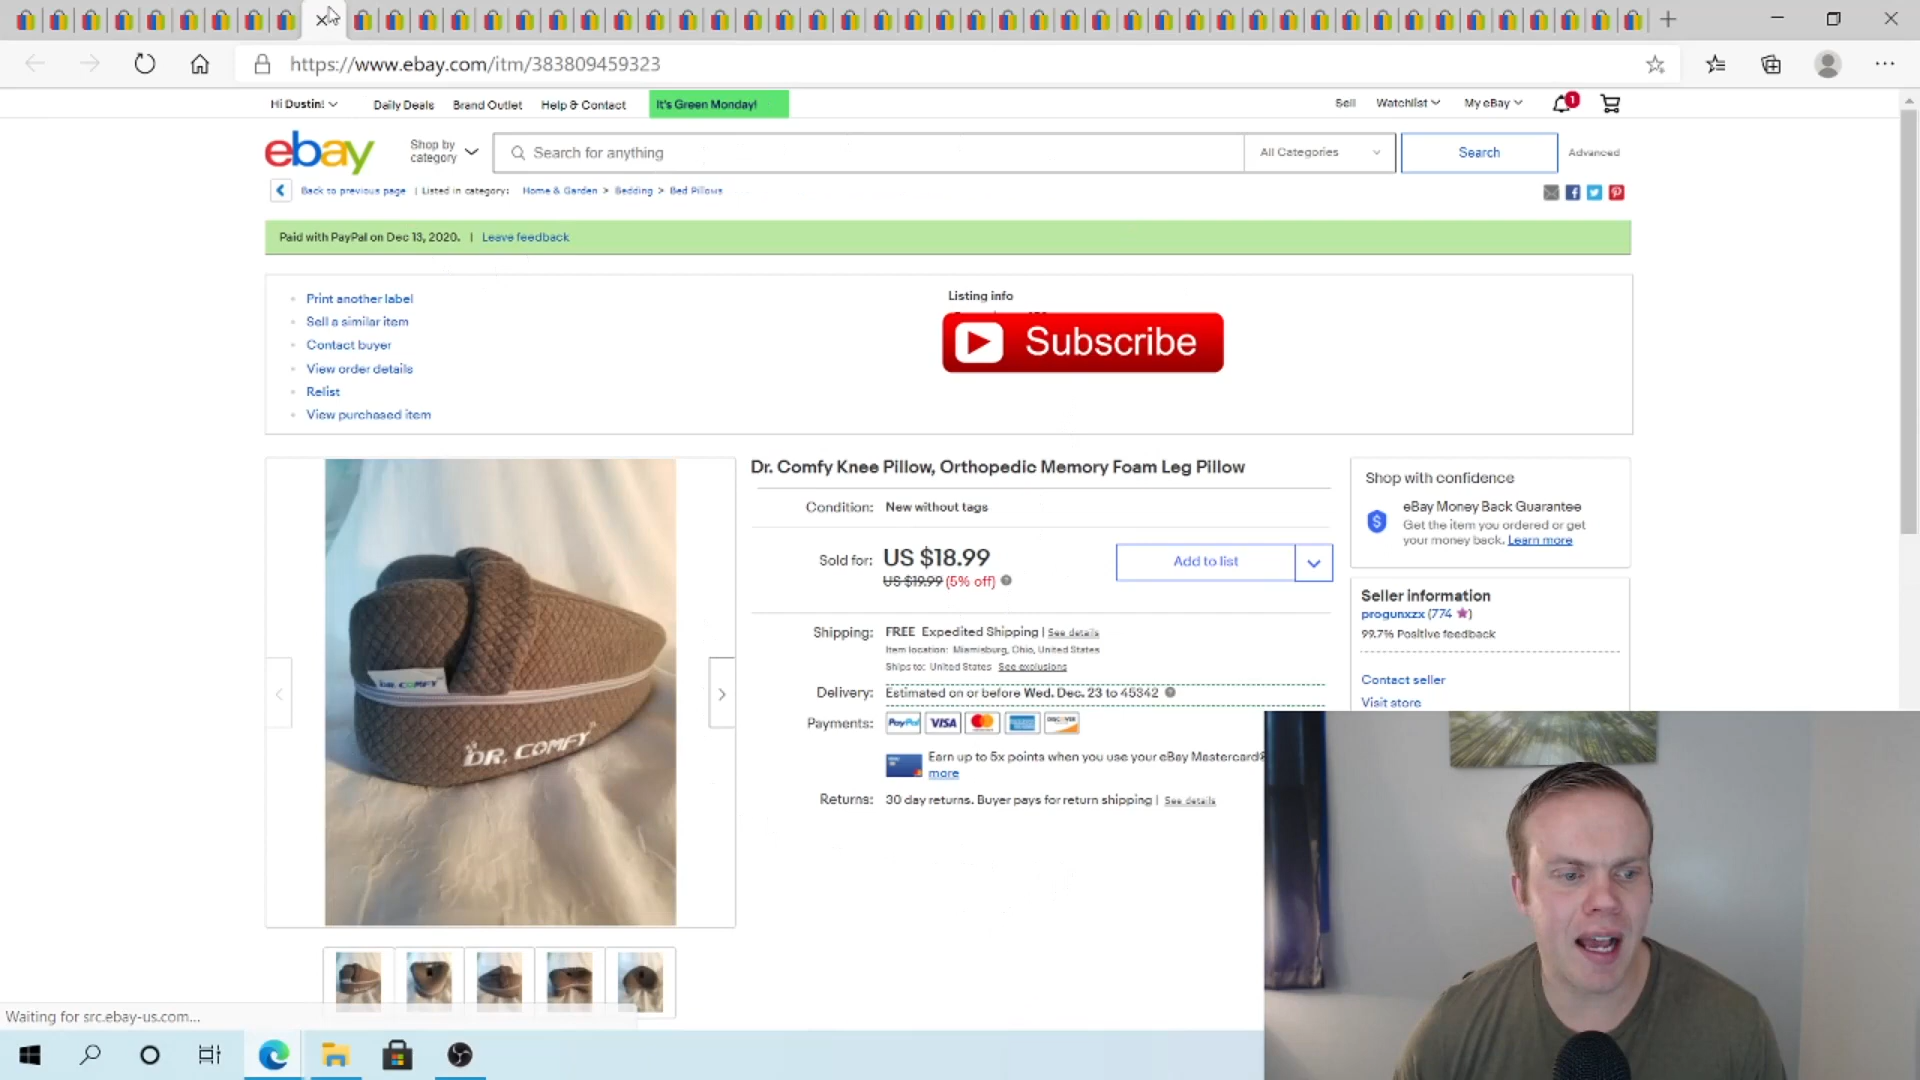 https://www.ebay.com/itm/383809459323
Hi Dustin!
Daily Deals
Brand Outlet
Help & Contact
It's Green Monday!
Sell
Watchlist
My eBay
1
ebay
Shop by category
Search for anything
All Categories
Search
Advanced
Back to previous page | Listed in category: Home & Garden > Bedding > Bed Pillows
Paid with PayPal on Dec 13, 2020. | Leave feedback
Print another label
Sell a similar item
Contact buyer
View order details
Relist
View purchased item
Listing info
Subscribe
Dr. Comfy Knee Pillow, Orthopedic Memory Foam Leg Pillow
Condition: New without tags
Sold for: US $18.99
US $19.99 (5% off)
Add to list
Shipping: FREE Expedited Shipping | See details
Item location: Miamisburg, Ohio, United States
Ships to: United States See exclusions
Delivery: Estimated on or before Wed. Dec. 23 to 45342
Payments: PayPal VISA DISCOVER
Earn up to 5x points when you use your eBay Mastercard®
more
Returns: 30 day returns. Buyer pays for return shipping | See details
Shop with confidence
eBay Money Back Guarantee
Get the item you ordered or get
your money back. Learn more
Seller information
progunxzx (774)
99.7% Positive feedback
Contact seller
Visit store
DR. COMFY
DR. COMFY
Waiting for src.ebay-us.com...